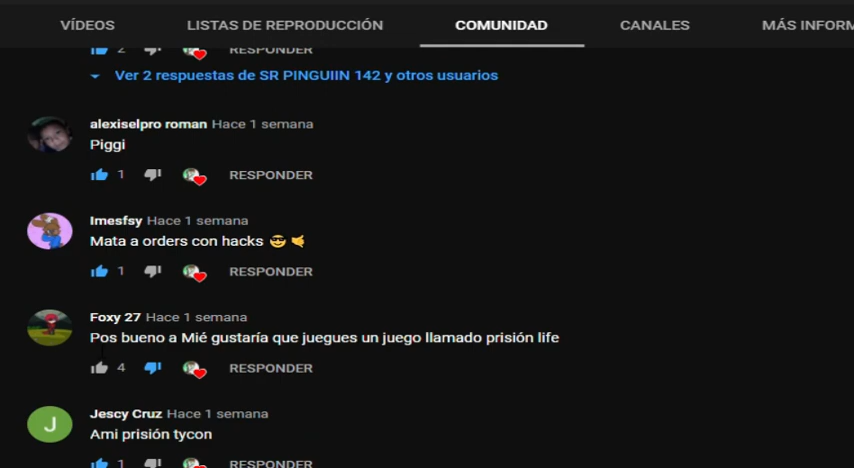 VÍDEOS LISTAS DE REPRODUCCIÓN COMUNIDAD CANALES MÁS INFORM
2 RESPONDER
Ver 2 respuestas de SR PINGUIIN 142 y otros usuarios
alexiselpro roman Hace 1 semana
Piggi
1 RESPONDER
Imesfsy Hace 1 semana
Mata a orders con hacks 😎 🤙
1 RESPONDER
Foxy 27 Hace 1 semana
Pos bueno a Mié gustaría que juegues un juego llamado prisión life
4 RESPONDER
J
Jescy Cruz Hace 1 semana
Ami prisión tycon
1 RESPONDER